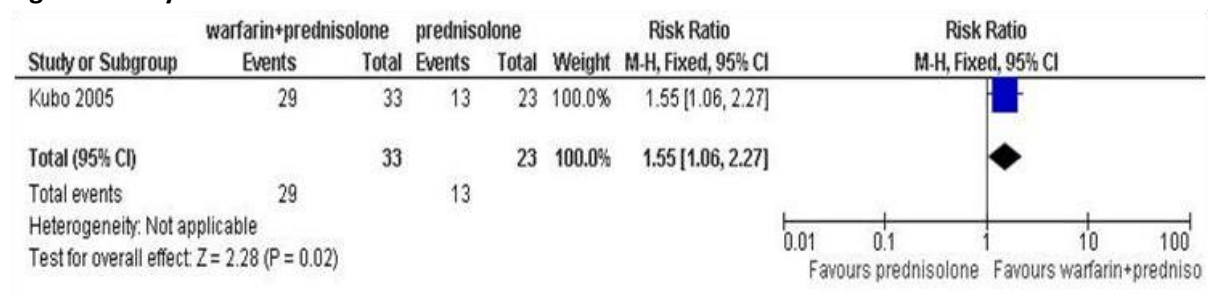 warfarin+prednisolone prednisolone Risk Ratio Risk Ratio
Study or Subgroup Events Total Events Total Weight M-H, Fixed, 95% CI M-H, Fixed, 95% CI
Kubo 2005 29 33 13 23 100.0% 1.55 [1.06, 2.27]
Total (95% CI) 33 23 100.0% 1.55 [1.06, 2.27]
Total events 29 13
Heterogeneity: Not applicable
Test for overall effect: Z = 2.28 (P = 0.02)
0.01 0.1 1 10 100
Favours prednisolone Favours warfarin+predniso